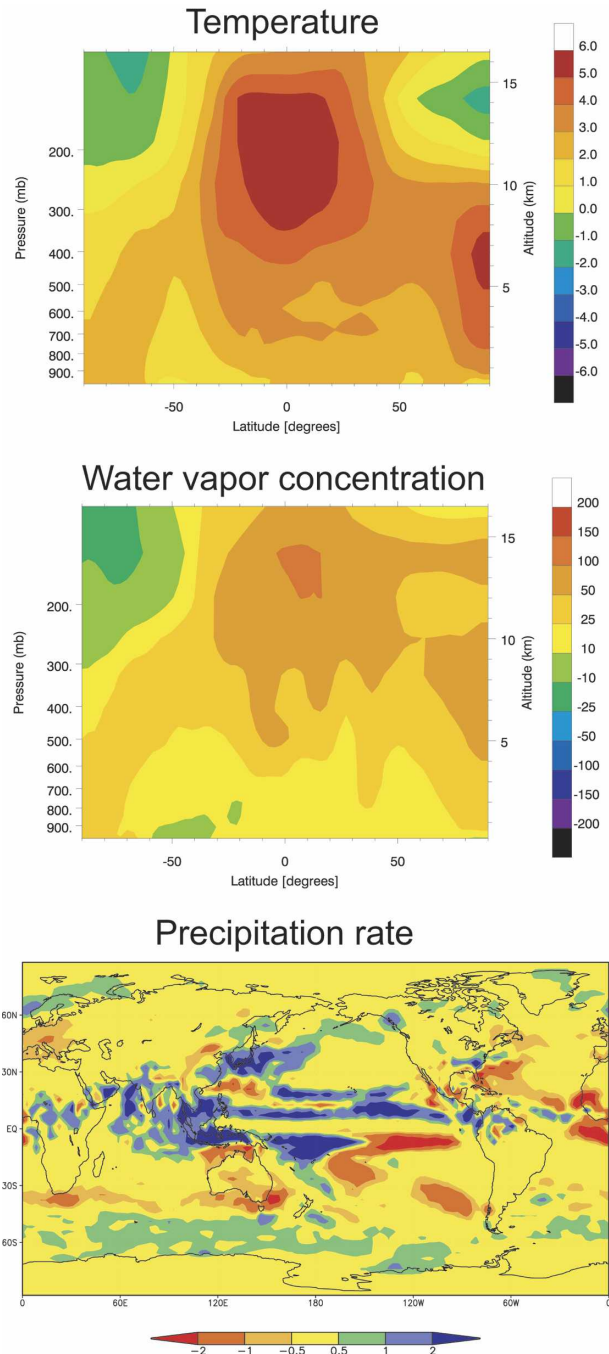 Temperature
200.
300.
400.
500.
600.
700.
800.
900.
Pressure (mb)
15
10
5
Altitude (km)
-50 0 50
Latitude [degrees]
6.0
5.0
4.0
3.0
2.0
1.0
0.0
-1.0
-2.0
-3.0
-4.0
-5.0
-6.0
Water vapor concentration
200.
300.
400.
500.
600.
700.
800.
900.
Pressure (mb)
15
10
5
Altitude (km)
-50 0 50
Latitude [degrees]
200
150
100
50
25
10
-10
-25
-50
-100
-150
-200
Precipitation rate
60N
30N
EQ
30S
60S
0 60E 120E 180 120W 60W 0
-2 -1 -0.5 0.5 1 2